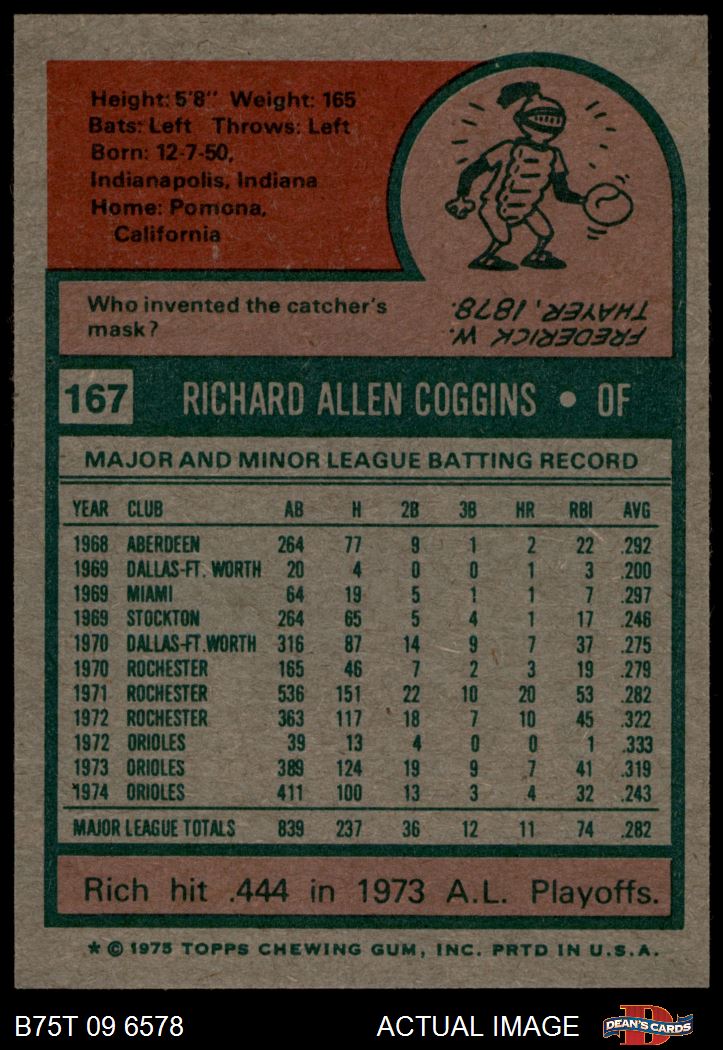 Height: 5'8" Weight: 165
Bats: Left Throws: Left
Born: 12-7-50,
Indianapolis, Indiana
Home: Pomona,
California
Who invented the catcher's
mask?
FREDERICK W.
THAYER, 1878.
167 RICHARD ALLEN COGGINS • OF
MAJOR AND MINOR LEAGUE BATTING RECORD
YEAR CLUB AB H 2B 3B HR RBI AVG
1968 ABERDEEN 264 77 9 1 2 22 .292
1969 DALLAS-FT. WORTH 20 4 0 0 1 3 .200
1969 MIAMI 64 19 5 1 1 7 .297
1969 STOCKTON 264 65 5 4 1 17 .246
1970 DALLAS-FT.WORTH 316 87 14 9 7 37 .275
1970 ROCHESTER 165 46 7 2 3 19 .279
1971 ROCHESTER 536 151 22 10 20 53 .282
1972 ROCHESTER 363 117 18 7 10 45 .322
1972 ORIOLES 39 13 4 0 0 1 .333
1973 ORIOLES 389 124 19 9 7 41 .319
1974 ORIOLES 411 100 13 3 4 32 .243
MAJOR LEAGUE TOTALS 839 237 36 12 11 74 .282
Rich hit .444 in 1973 A.L. Playoffs.
* © 1975 TOPPS CHEWING GUM, INC. PRTD IN U.S.A.
B75T 09 6578 ACTUAL IMAGE DEAN'S CARDS